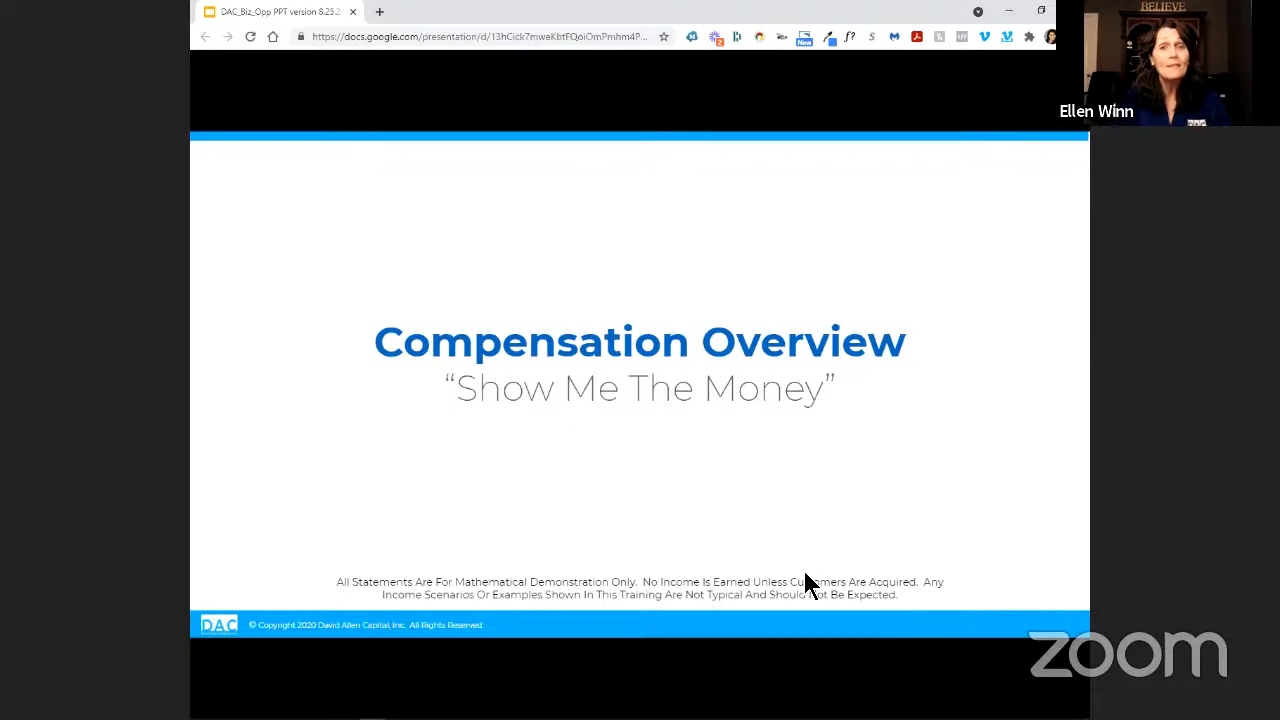 DAC_Biz_Opp PPT version 8.25.2
BELIEVE
https://docs.google.com/presentation/d/13hCick7mweKbtFQoiOmPmhm4P...
2
New
f?
S
Ellen Winn
Compensation Overview
“Show Me The Money”
All Statements Are For Mathematical Demonstration Only. No Income Is Earned Unless Customers Are Acquired. Any
Income Scenarios Or Examples Shown In This Training Are Not Typical And Should Not Be Expected.
DAC
© Copyright 2020 David Allen Capital, Inc. All Rights Reserved.
zoom